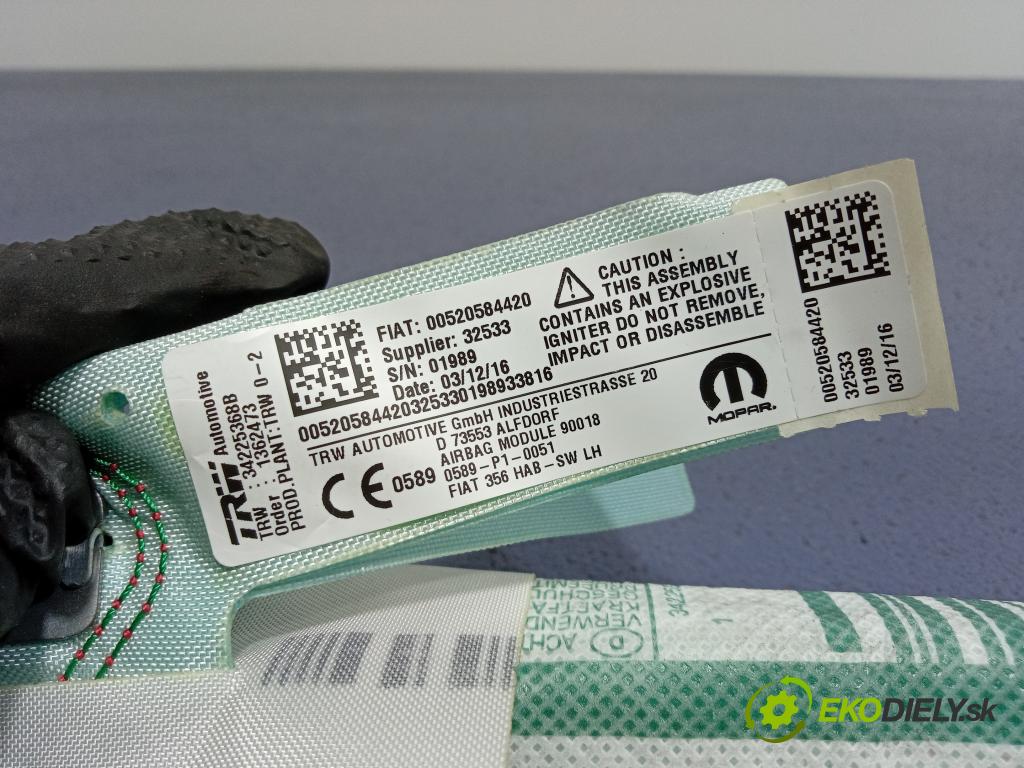 TRW Automotive
TRW : 34225368B
Order : 1362473
PROD.PLANT:TRW 0-2
FIAT: 00520584420
Supplier: 32533
S/N: 01989
Date: 03/12/16
00520584420325330198933816
CAUTION :
THIS ASSEMBLY
CONTAINS AN EXPLOSIVE
IGNITER DO NOT REMOVE,
IMPACT OR DISASSEMBLE.
TRW AUTOMOTIVE GmbH INDUSTRIESTRASSE 20
D 73553 ALFDORF
AIRBAG MODULE 90018
CE 0589 0589-P1-0051
FIAT 356 HAB-SW LH
MOPAR.
00520584420
32533
01989
03/12/16
D
1
EKODIELY.sk